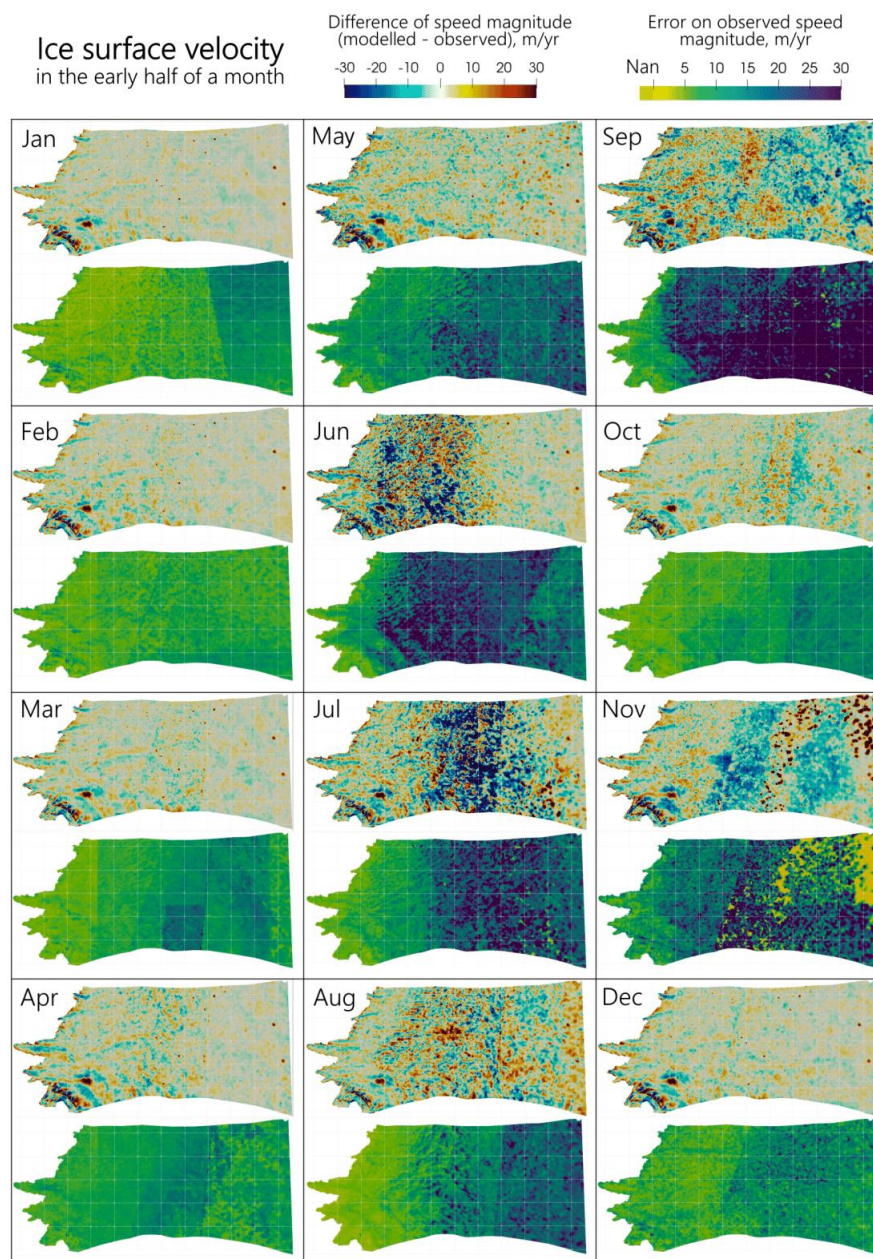 Ice surface velocity
in the early half of a month
Difference of speed magnitude
(modelled - observed), m/yr
-30 -20 -10 0 10 20 30
Error on observed speed
magnitude, m/yr
Nan 5 10 15 20 25 30
Jan
May
Sep
Feb
Jun
Oct
Mar
Jul
Nov
Apr
Aug
Dec